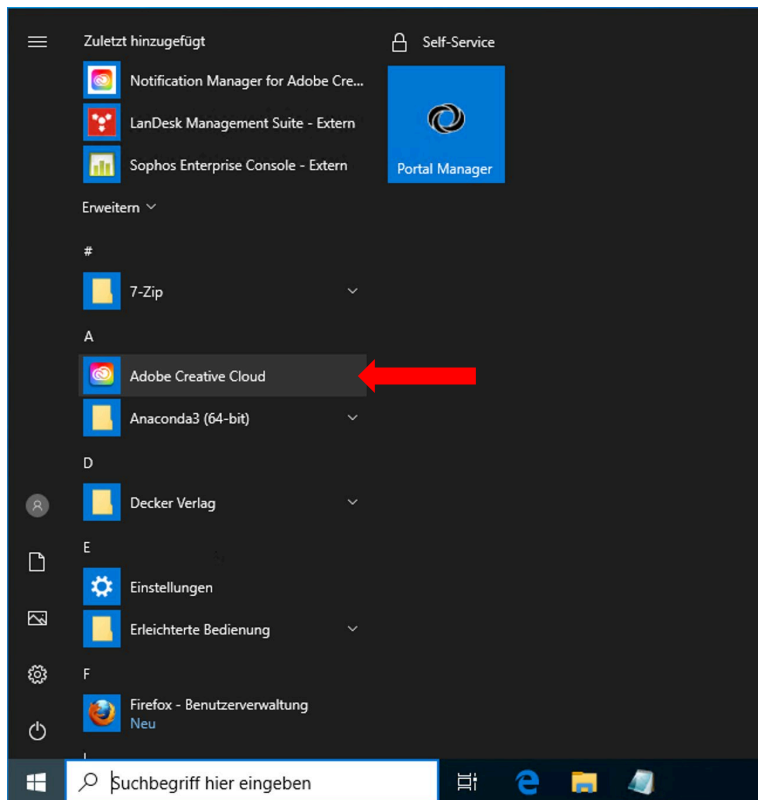 Zuletzt hinzugefügt
Notification Manager for Adobe Cre...
LanDesk Management Suite - Extern
Sophos Enterprise Console - Extern
Erweitern
#
7-Zip
A
Adobe Creative Cloud
Anaconda3 (64-bit)
D
Decker Verlag
E
Einstellungen
Erleichterte Bedienung
F
Firefox - Benutzerverwaltung
Neu
Self-Service
Portal Manager
Suchbegriff hier eingeben